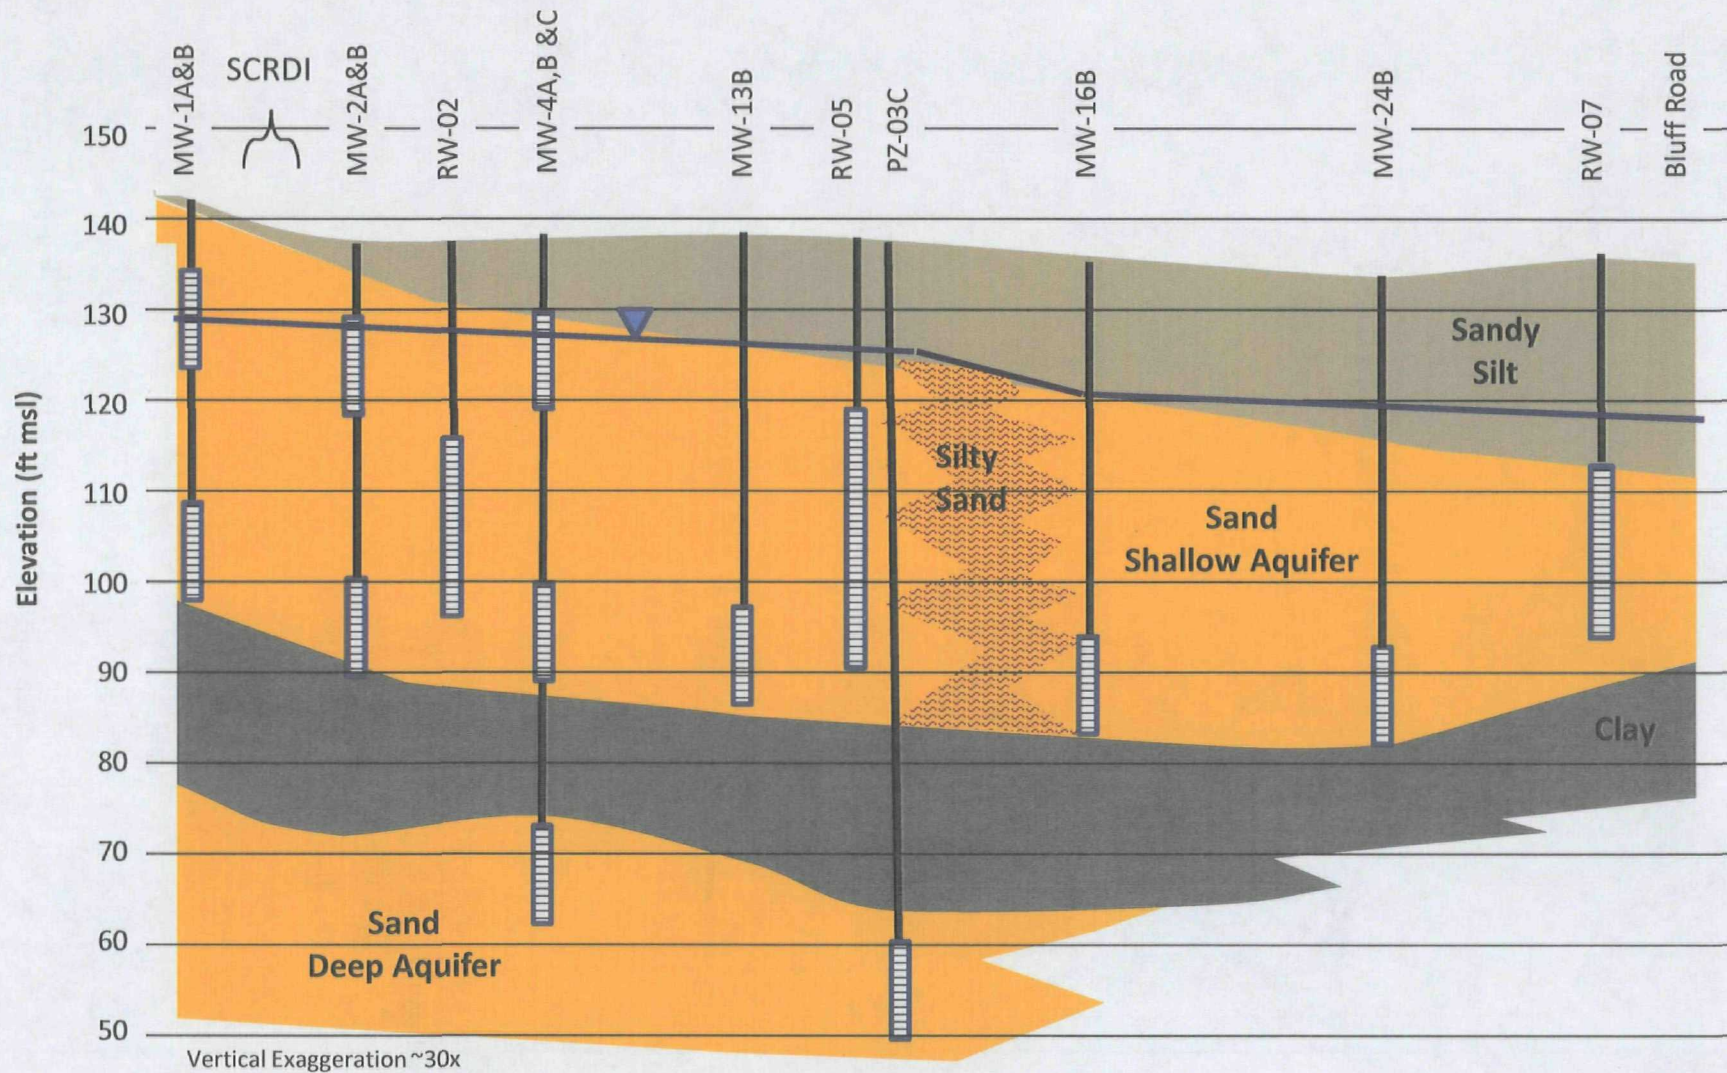 MW-1A&B
SCRDI
MW-2A&B
RW-02
MW-4A,B &C
MW-13B
RW-05
PZ-03C
MW-16B
MW-24B
RW-07
Bluff Road
Elevation (ft msl)
150
140
130
120
110
100
90
80
70
60
50
Sandy
Silt
Silty
Sand
Sand
Shallow Aquifer
Clay
Sand
Deep Aquifer
Vertical Exaggeration ~30x